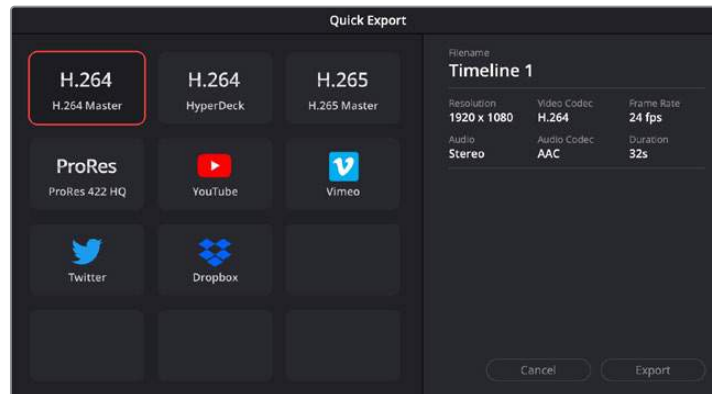 Quick Export
H.264
H.264 Master
H.264
HyperDeck
H.265
H.265 Master
ProRes
ProRes 422 HQ
YouTube
Vimeo
Twitter
Dropbox
Filename
Timeline 1
Resolution Video Codec Frame Rate
1920 x 1080 H.264 24 fps
Audio Audio Codec Duration
Stereo AAC 32s
Cancel Export